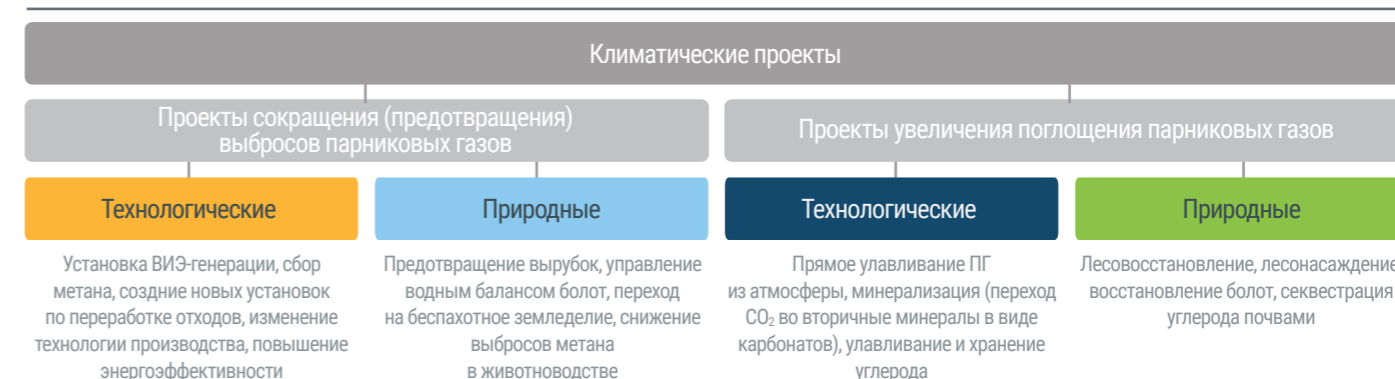 Климатические проекты
Проекты сокращения (предотвращения)
выбросов парниковых газов
Проекты увеличения поглощения парниковых газов
Технологические
Природные
Технологические
Природные
Установка ВИЭ-генерации, сбор
метана, создние новых установок
по переработке отходов, изменение
технологии производства, повышение
энергоэффективности
Предотвращение вырубок, управление
водным балансом болот, переход
на беспахотное земледелие, снижение
выбросов метана
в животноводстве
Прямое улавливание ПГ
из атмосферы, минерализация (переход
CO₂ во вторичные минералы в виде
карбонатов), улавливание и хранение
углерода
Лесовосстановление, лесонасаждение
восстановление болот, секвестрация
углерода почвами